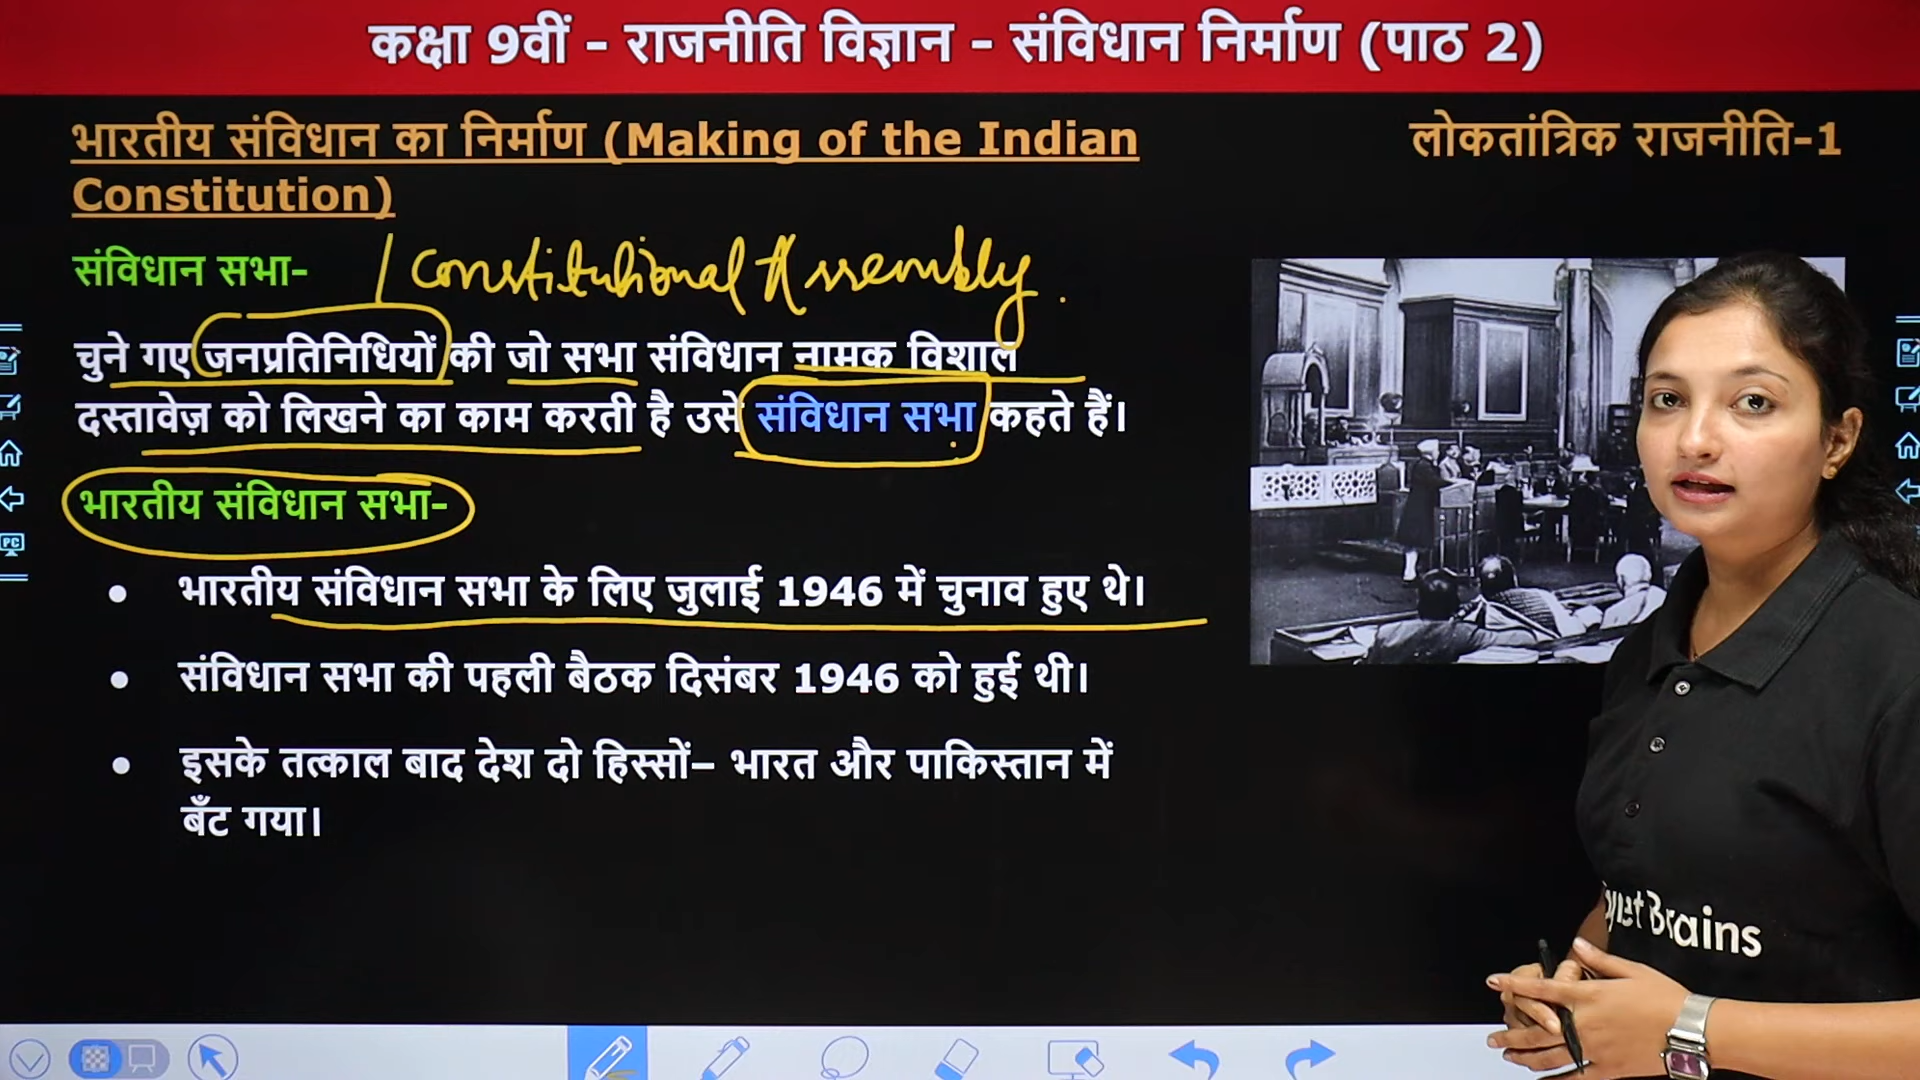 कक्षा 9वीं - राजनीति विज्ञान - संविधान निर्माण (पाठ 2)
भारतीय संविधान का निर्माण (Making of the Indian
Constitution)
लोकतांत्रिक राजनीति-1
संविधान सभा- / Constitutional Assembly.
चुने गए जनप्रतिनिधियों की जो सभा संविधान नामक विशाल
दस्तावेज़ को लिखने का काम करती है उसे संविधान सभा कहते हैं।
भारतीय संविधान सभा-
• भारतीय संविधान सभा के लिए जुलाई 1946 में चुनाव हुए थे।
• संविधान सभा की पहली बैठक दिसंबर 1946 को हुई थी।
• इसके तत्काल बाद देश दो हिस्सों– भारत और पाकिस्तान में
बँट गया।
Brains
PC